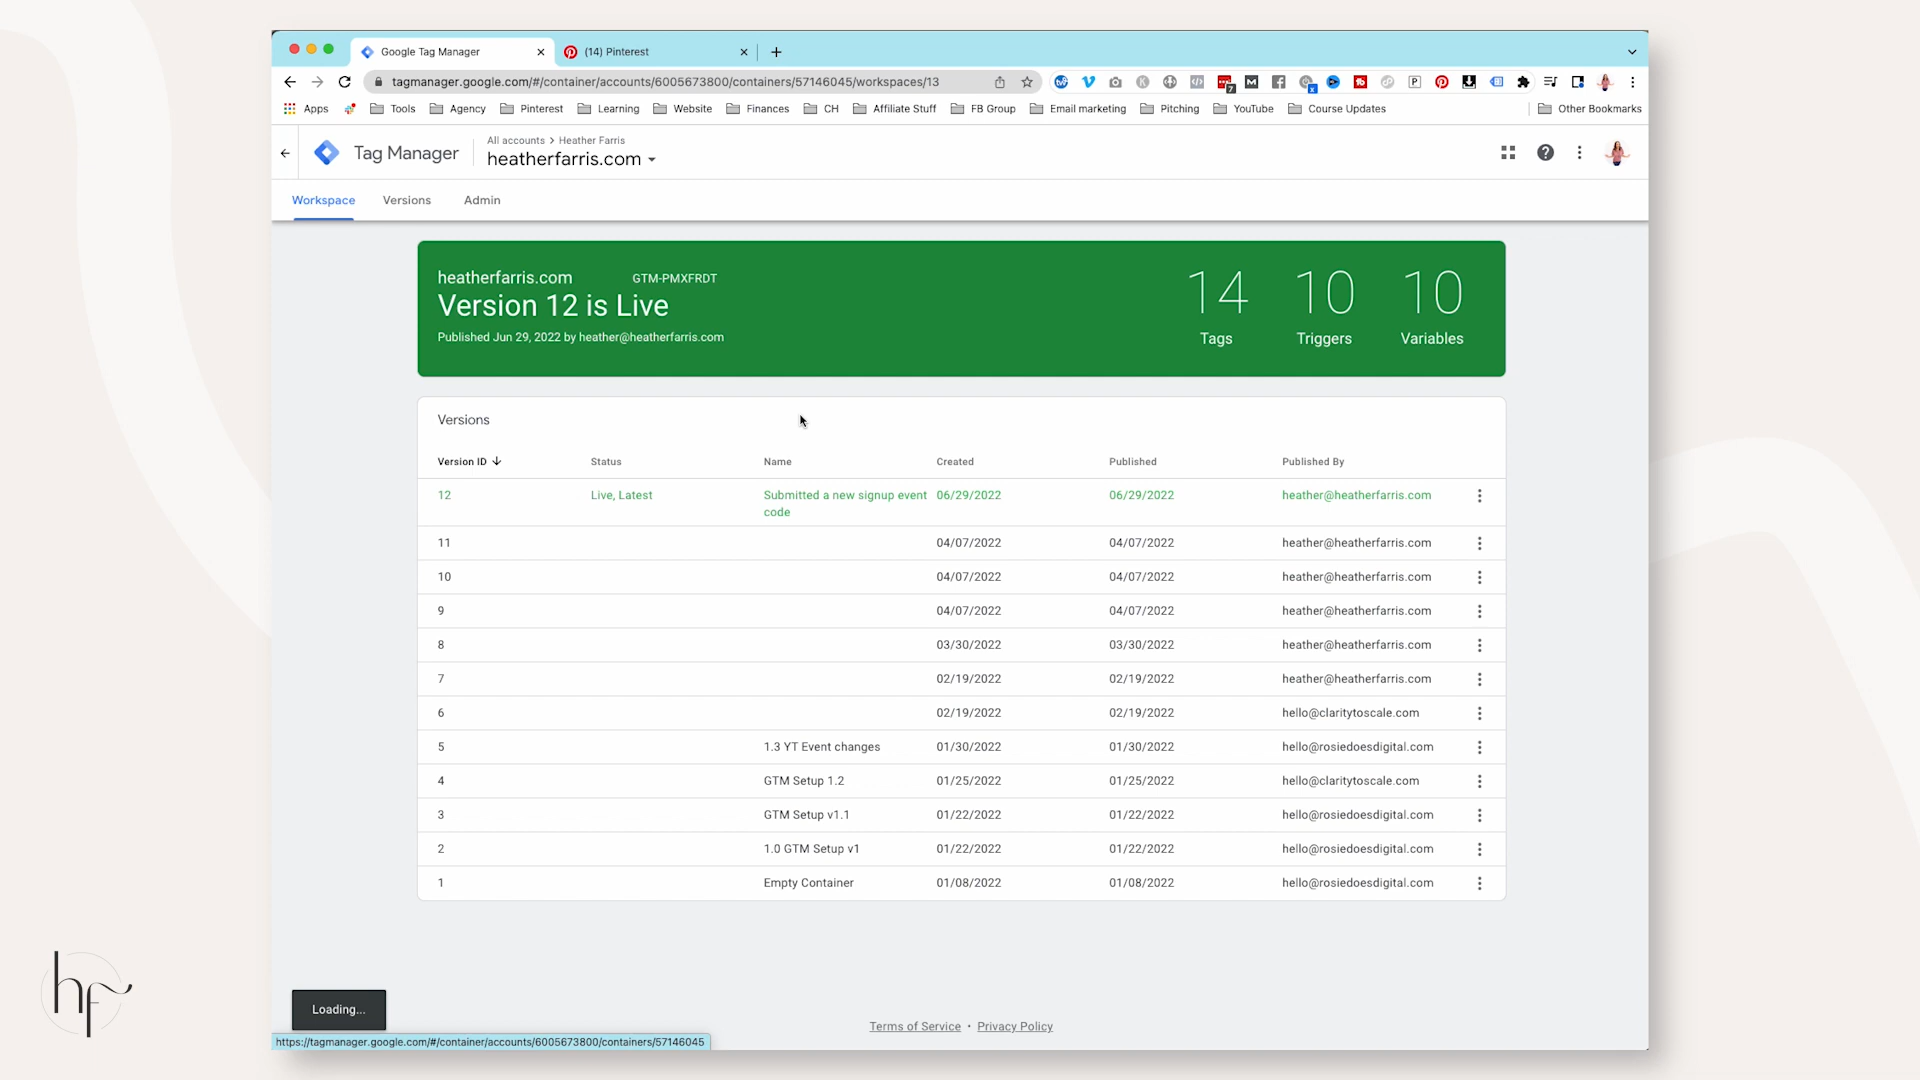 Google Tag Manager
(14) Pinterest
tagmanager.google.com/#/container/accounts/6005673800/containers/57146045/workspaces/13
Apps Tools Agency Pinterest Learning Website Finances CH Affiliate Stuff FB Group Email marketing Pitching YouTube Course Updates Other Bookmarks
Tag Manager
All accounts > Heather Farris
heatherfarris.com
Workspace Versions Admin
heatherfarris.com GTM-PMXFRDT
Version 12 is Live
Published Jun 29, 2022 by heather@heatherfarris.com
14 10 10
Tags Triggers Variables
Versions
Version ID Status Name Created Published Published By
12 Live, Latest Submitted a new signup event code 06/29/2022 06/29/2022 heather@heatherfarris.com
11 04/07/2022 04/07/2022 heather@heatherfarris.com
10 04/07/2022 04/07/2022 heather@heatherfarris.com
9 04/07/2022 04/07/2022 heather@heatherfarris.com
8 03/30/2022 03/30/2022 heather@heatherfarris.com
7 02/19/2022 02/19/2022 heather@heatherfarris.com
6 02/19/2022 02/19/2022 hello@claritytoscale.com
5 1.3 YT Event changes 01/30/2022 01/30/2022 hello@rosiedoesdigital.com
4 GTM Setup 1.2 01/25/2022 01/25/2022 hello@claritytoscale.com
3 GTM Setup v1.1 01/22/2022 01/22/2022 hello@rosiedoesdigital.com
2 1.0 GTM Setup v1 01/22/2022 01/22/2022 hello@rosiedoesdigital.com
1 Empty Container 01/08/2022 01/08/2022 hello@rosiedoesdigital.com
hf
Loading...
Terms of Service • Privacy Policy
https://tagmanager.google.com/#/container/accounts/6005673800/containers/57146045